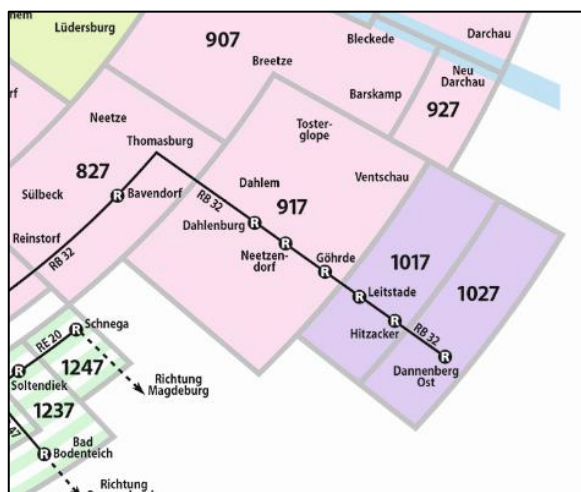 Lüdersburg
907
Bleckede
Darchau
Breetze
Neu
Darchau
Barskamp
927
Neetze
Thomasburg
Toster-
glope
827
Ventschau
Dahlem
Sülbeck
R
Bavendorf
RB 32
917
Dahlenburg
R
Reinstorf
RB 32
R
Neetzen-
dorf
Göhrde
R
1017
R
Leitstade
1027
Schnega
R
RE 20
Hitzacker
R
RB 32
R
Dannenberg
Ost
1247
R
Soltendiek
Richtung
Magdeburg
1237
47
Bad
Bodenteich
R
Richtung